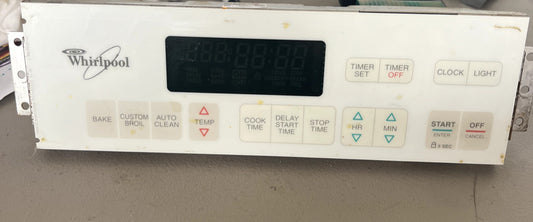 Whirlpool
TIMER SET
TIMER OFF
CLOCK
LIGHT
BAKE
CUSTOM BROIL
AUTO CLEAN
TEMP
COOK TIME
DELAY START TIME
STOP TIME
HR
MIN
START
ENTER
OFF
CANCEL